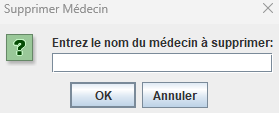 Supprimer Médecin
Entrez le nom du médecin à supprimer:
OK Annuler